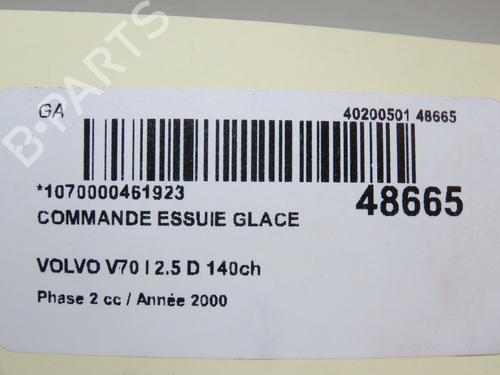 GA
40200501 48665
*1070000461923
48665
COMMANDE ESSUIE GLACE
VOLVO V70 I 2.5 D 140ch
Phase 2 cc / Année 2000
B-PARTS